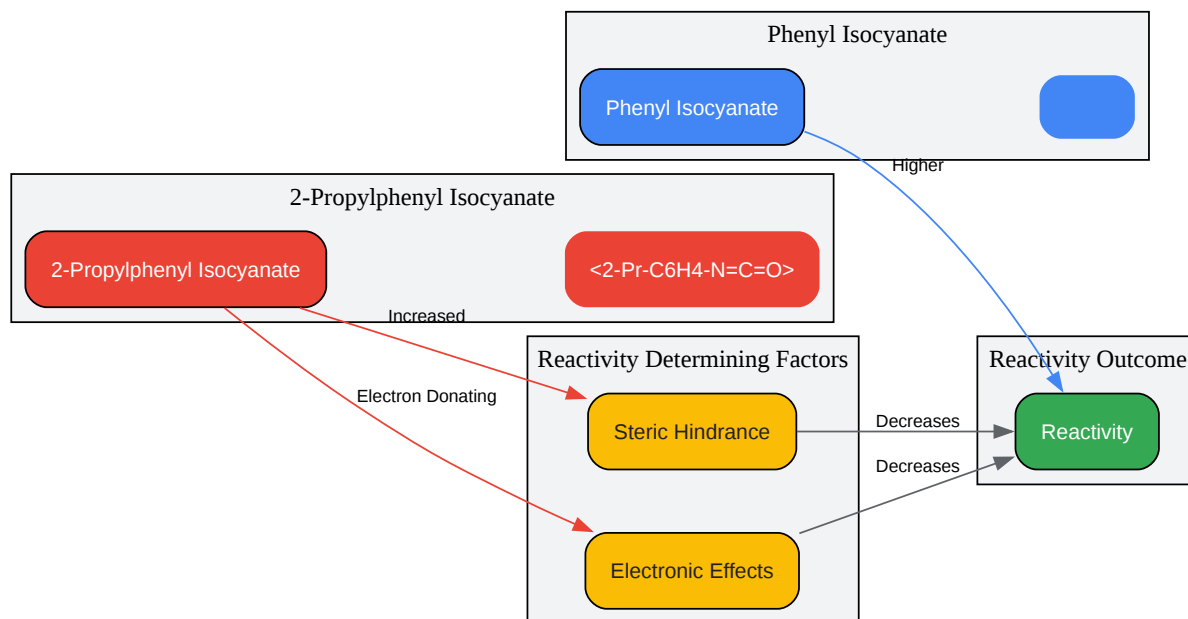 Phenyl Isocyanate
Phenyl Isocyanate
Higher
2-Propylphenyl Isocyanate
2-Propylphenyl Isocyanate
<2-Pr-C6H4-N=C=O>
Increased
Electron Donating
Reactivity Determining Factors
Steric Hindrance
Electronic Effects
Decreases
Decreases
Reactivity Outcome
Reactivity